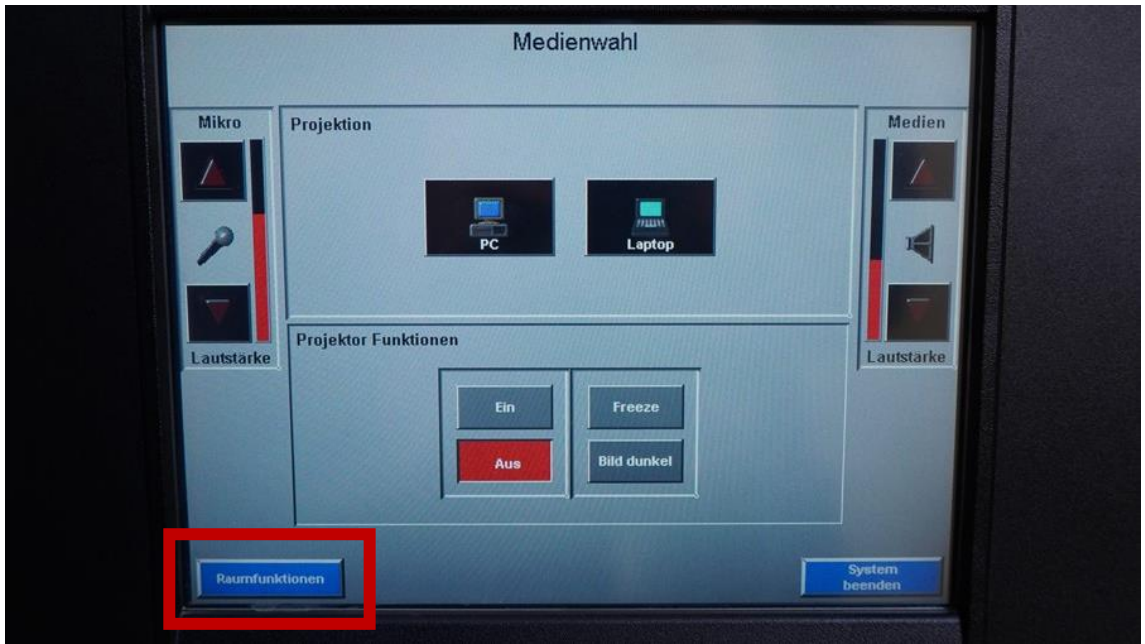 Medienwahl
Mikro
Projektion
Medien
PC
Laptop
Lautstärke
Projektor Funktionen
Lautstärke
Ein
Freeze
Aus
Bild dunkel
Raumfunktionen
System
beenden